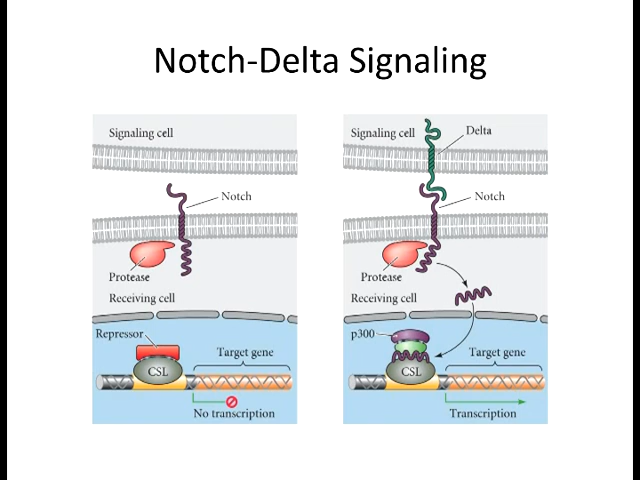 Notch-Delta Signaling
Signaling cell
Notch
Protease
Receiving cell
Repressor
CSL
Target gene
No transcription
Signaling cell
Delta
Notch
Protease
Receiving cell
p300
CSL
Target gene
Transcription